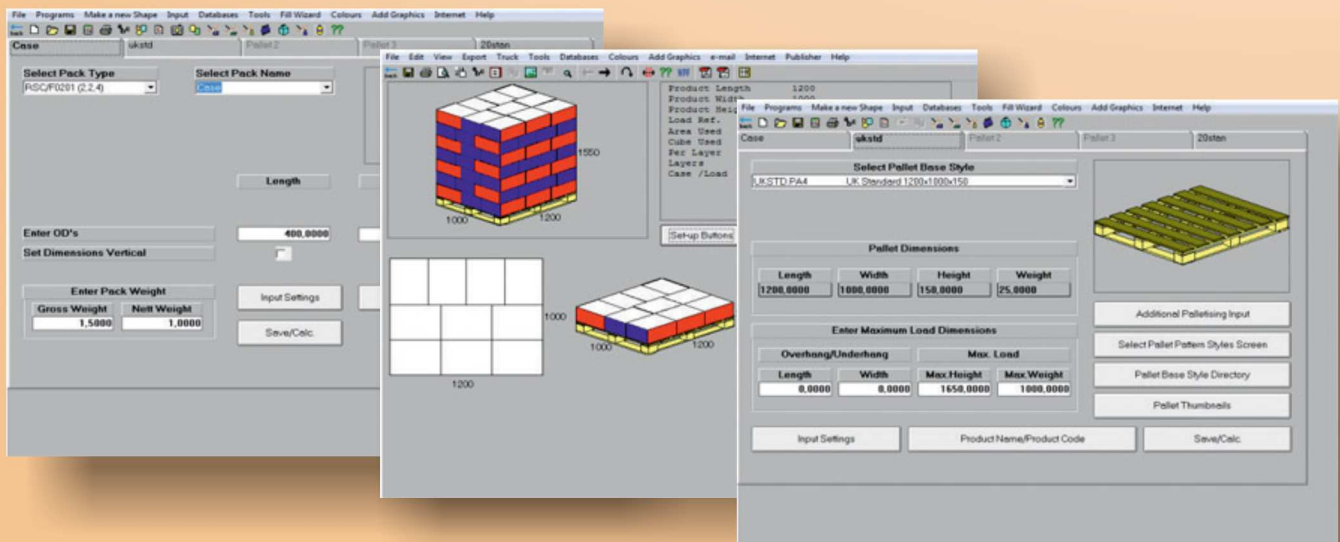 File Programs Make a new Shape Input Databases Tools Fill Wizard Colours Add Graphics Internet Help
back
Case ukstd Pallet 2 Pallet 3 20stan
Select Pack Type Select Pack Name
RSC/F0201 (2,2,4) Case
Length
Enter OD's 400,0000
Set Dimensions Vertical
Enter Pack Weight
Gross Weight Nett Weight
1,5000 1,0000
Input Settings
Save/Calc.
File Edit View Export Truck Tools Databases Colours Add Graphics e-mail Internet Publisher Help
back
1550
1000 1200
Product Length 1200
Product Width 1000
Product
Load Ref.
Area Used
Cube Used
Per Layer
Layers
Case /Load
Set-up Buttons
1000
1200
1000 1200
File Programs Make a new Shape Input Databases Tools Fill Wizard Colours Add Graphics Internet Help
back
Case ukstd Pallet 2 Pallet 3 20stan
Select Pallet Base Style
UKSTD.PA4 UK Standard 1200x1000x150
Pallet Dimensions
Length Width Height Weight
1200,0000 1000,0000 150,0000 25,0000
Enter Maximum Load Dimensions
Overhang/Underhang Max. Load
Length Width Max.Height Max.Weight
0,0000 0,0000 1650,0000 1000,0000
Additional Palletising Input
Select Pallet Pattern Styles Screen
Pallet Base Style Directory
Pallet Thumbnails
Input Settings Product Name/Product Code Save/Calc.